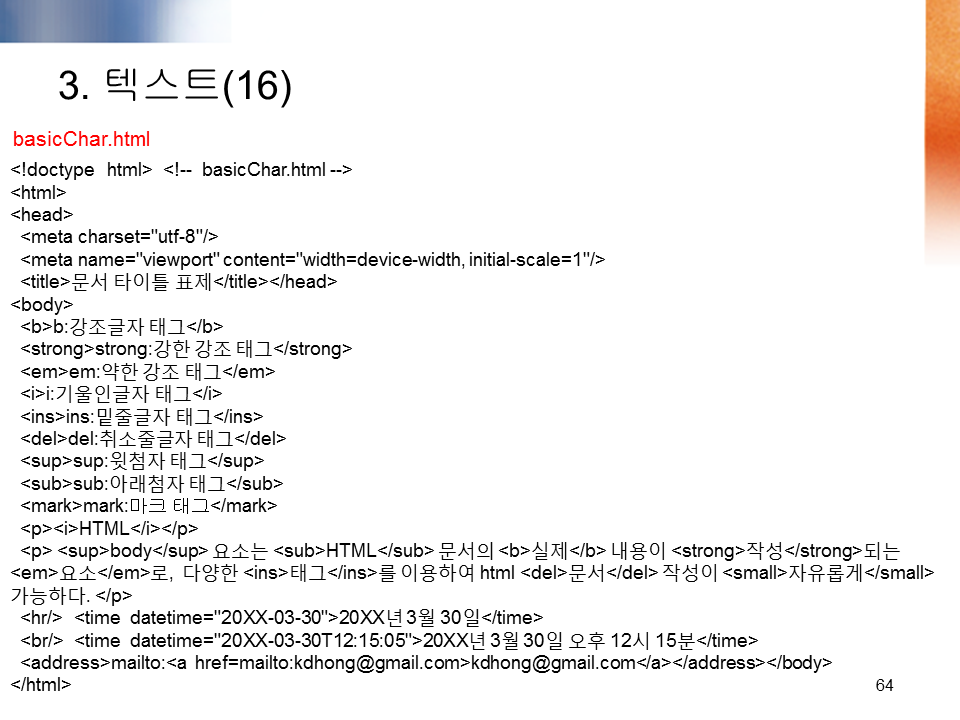 3. 텍스트(16)
basicChar.html
<!doctype html> <!-- basicChar.html -->
<html>
<head>
<meta charset="utf-8"/>
<meta name="viewport" content="width=device-width, initial-scale=1"/>
<title>문서 타이틀 표제</title></head>
<body>
<b>b:강조글자 태그</b>
<strong>strong:강한 강조 태그</strong>
<em>em:약한 강조 태그</em>
<i>i:기울인글자 태그</i>
<ins>ins:밑줄글자 태그</ins>
<del>del:취소줄글자 태그</del>
<sup>sup:윗첨자 태그</sup>
<sub>sub:아래첨자 태그</sub>
<mark>mark:마크 태그</mark>
<p><i>HTML</i></p>
<p> <sup>body</sup> 요소는 <sub>HTML</sub> 문서의 <b>실제</b> 내용이 <strong>작성</strong>되는
<em>요소</em>로, 다양한 <ins>태그</ins>를 이용하여 html <del>문서</del> 작성이 <small>자유롭게</small>
가능하다. </p>
<hr/> <time datetime="20XX-03-30">20XX년 3월 30일</time>
<br/> <time datetime="20XX-03-30T12:15:05">20XX년 3월 30일 오후 12시 15분</time>
<address>mailto:<a href=mailto:kdhong@gmail.com>kdhong@gmail.com</a></address></body>
</html>
64